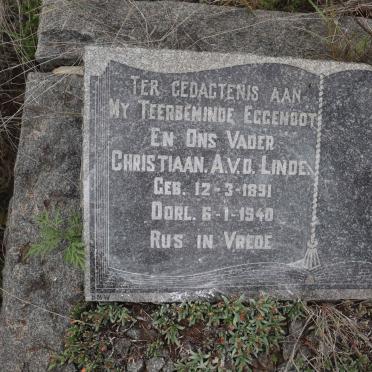 TER GEDAGTENIS AAN
MY TEERBEMINDE EGGENOOT
EN ONS VADER
CHRISTIAAN. A.V.D. LINDE.
GEB. 12-3-1891
OORL. 6-1-1940
RUS IN VREDE